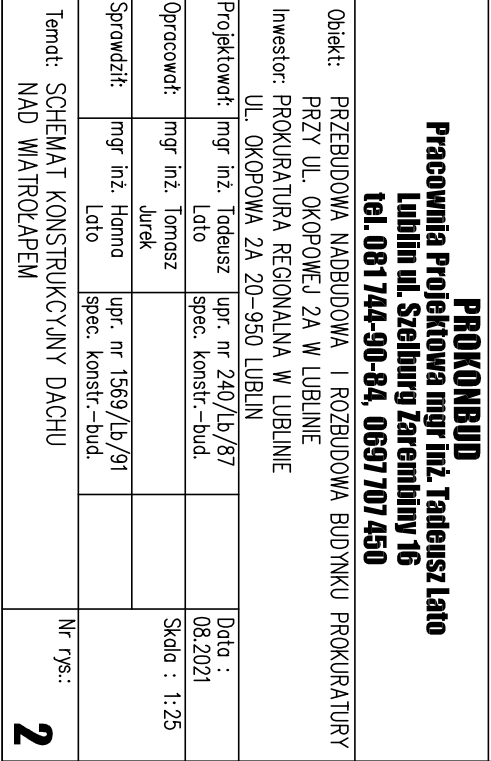 PROKONBUD
Pracownia Projektowa mgr inż. Tadeusz Lato
Lublin ul. Szelburg Zarembiny 16
tel. 081 744-90-84, 0697 707 450
Obiekt: PRZEBUDOWA NADBUDOWA I ROZBUDOWA BUDYNKU PROKURATURY
PRZY UL. OKOPOWEJ 2A W LUBLINIE
Inwestor: PROKURATURA REGIONALNA W LUBLINIE
UL. OKOPOWA 2A 20-950 LUBLIN
Projektował: mgr inż. Tadeusz Lato upr. nr 240/Lb/87 spec. konstr.-bud.
Data : 08.2021
Opracował: mgr inż. Tomasz Jurek
Skala : 1:25
Sprawdził: mgr inż. Hanna Lato upr. nr 1569/Lb/91 spec. konstr.-bud.
Temat: SCHEMAT KONSTRUKCYJNY DACHU
NAD WIATROŁAPEM
Nr rys.:
2